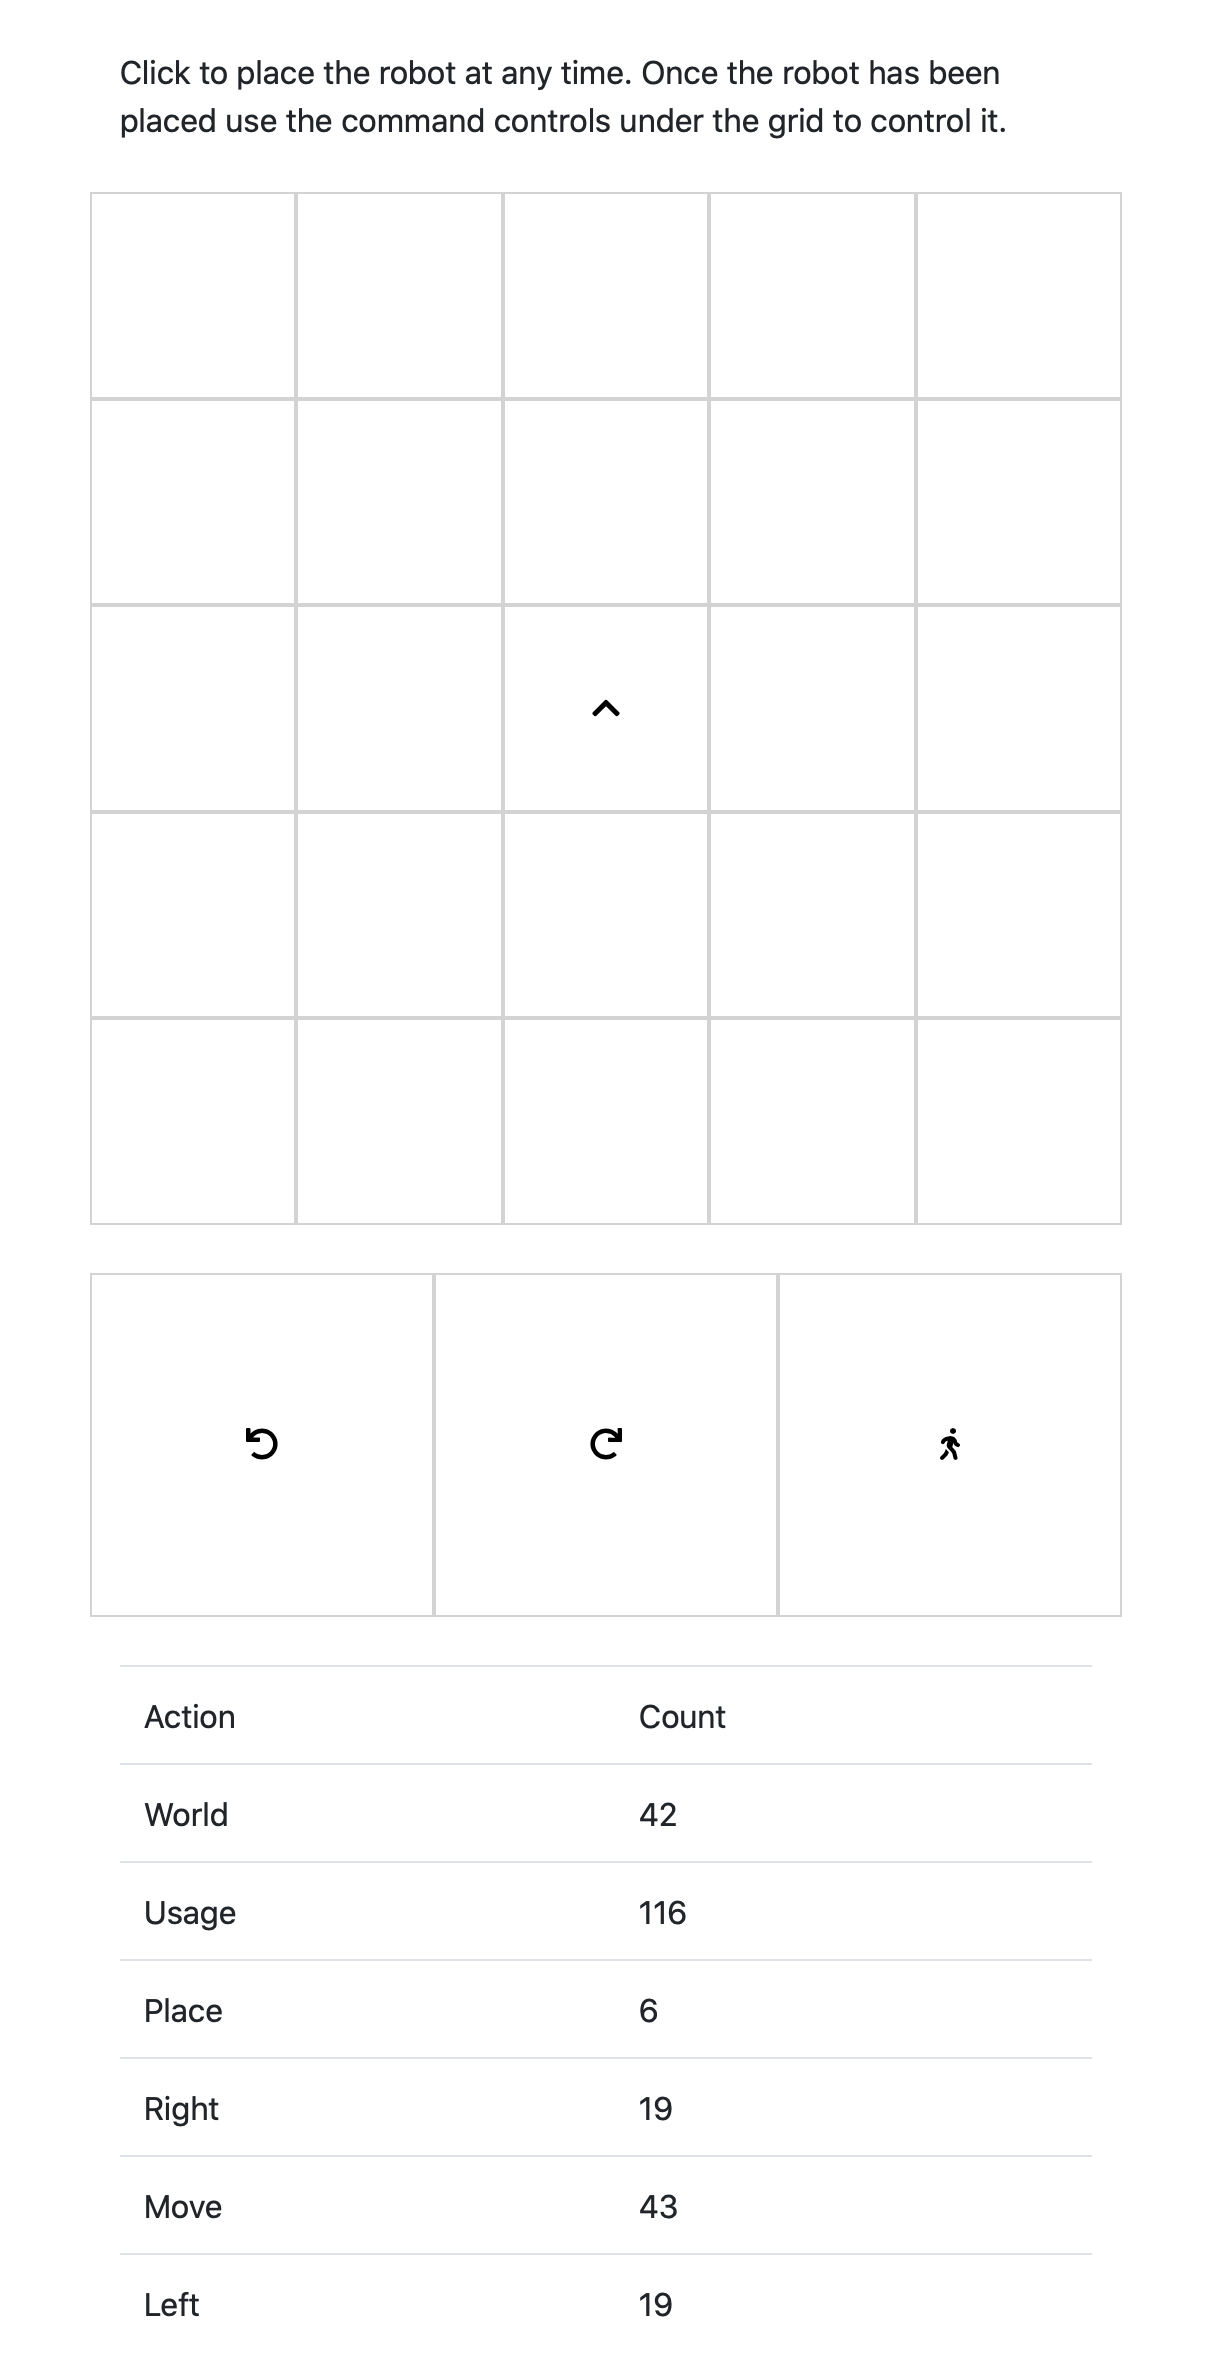 Click to place the robot at any time. Once the robot has been
placed use the command controls under the grid to control it.
Action Count
World 42
Usage 116
Place 6
Right 19
Move 43
Left 19